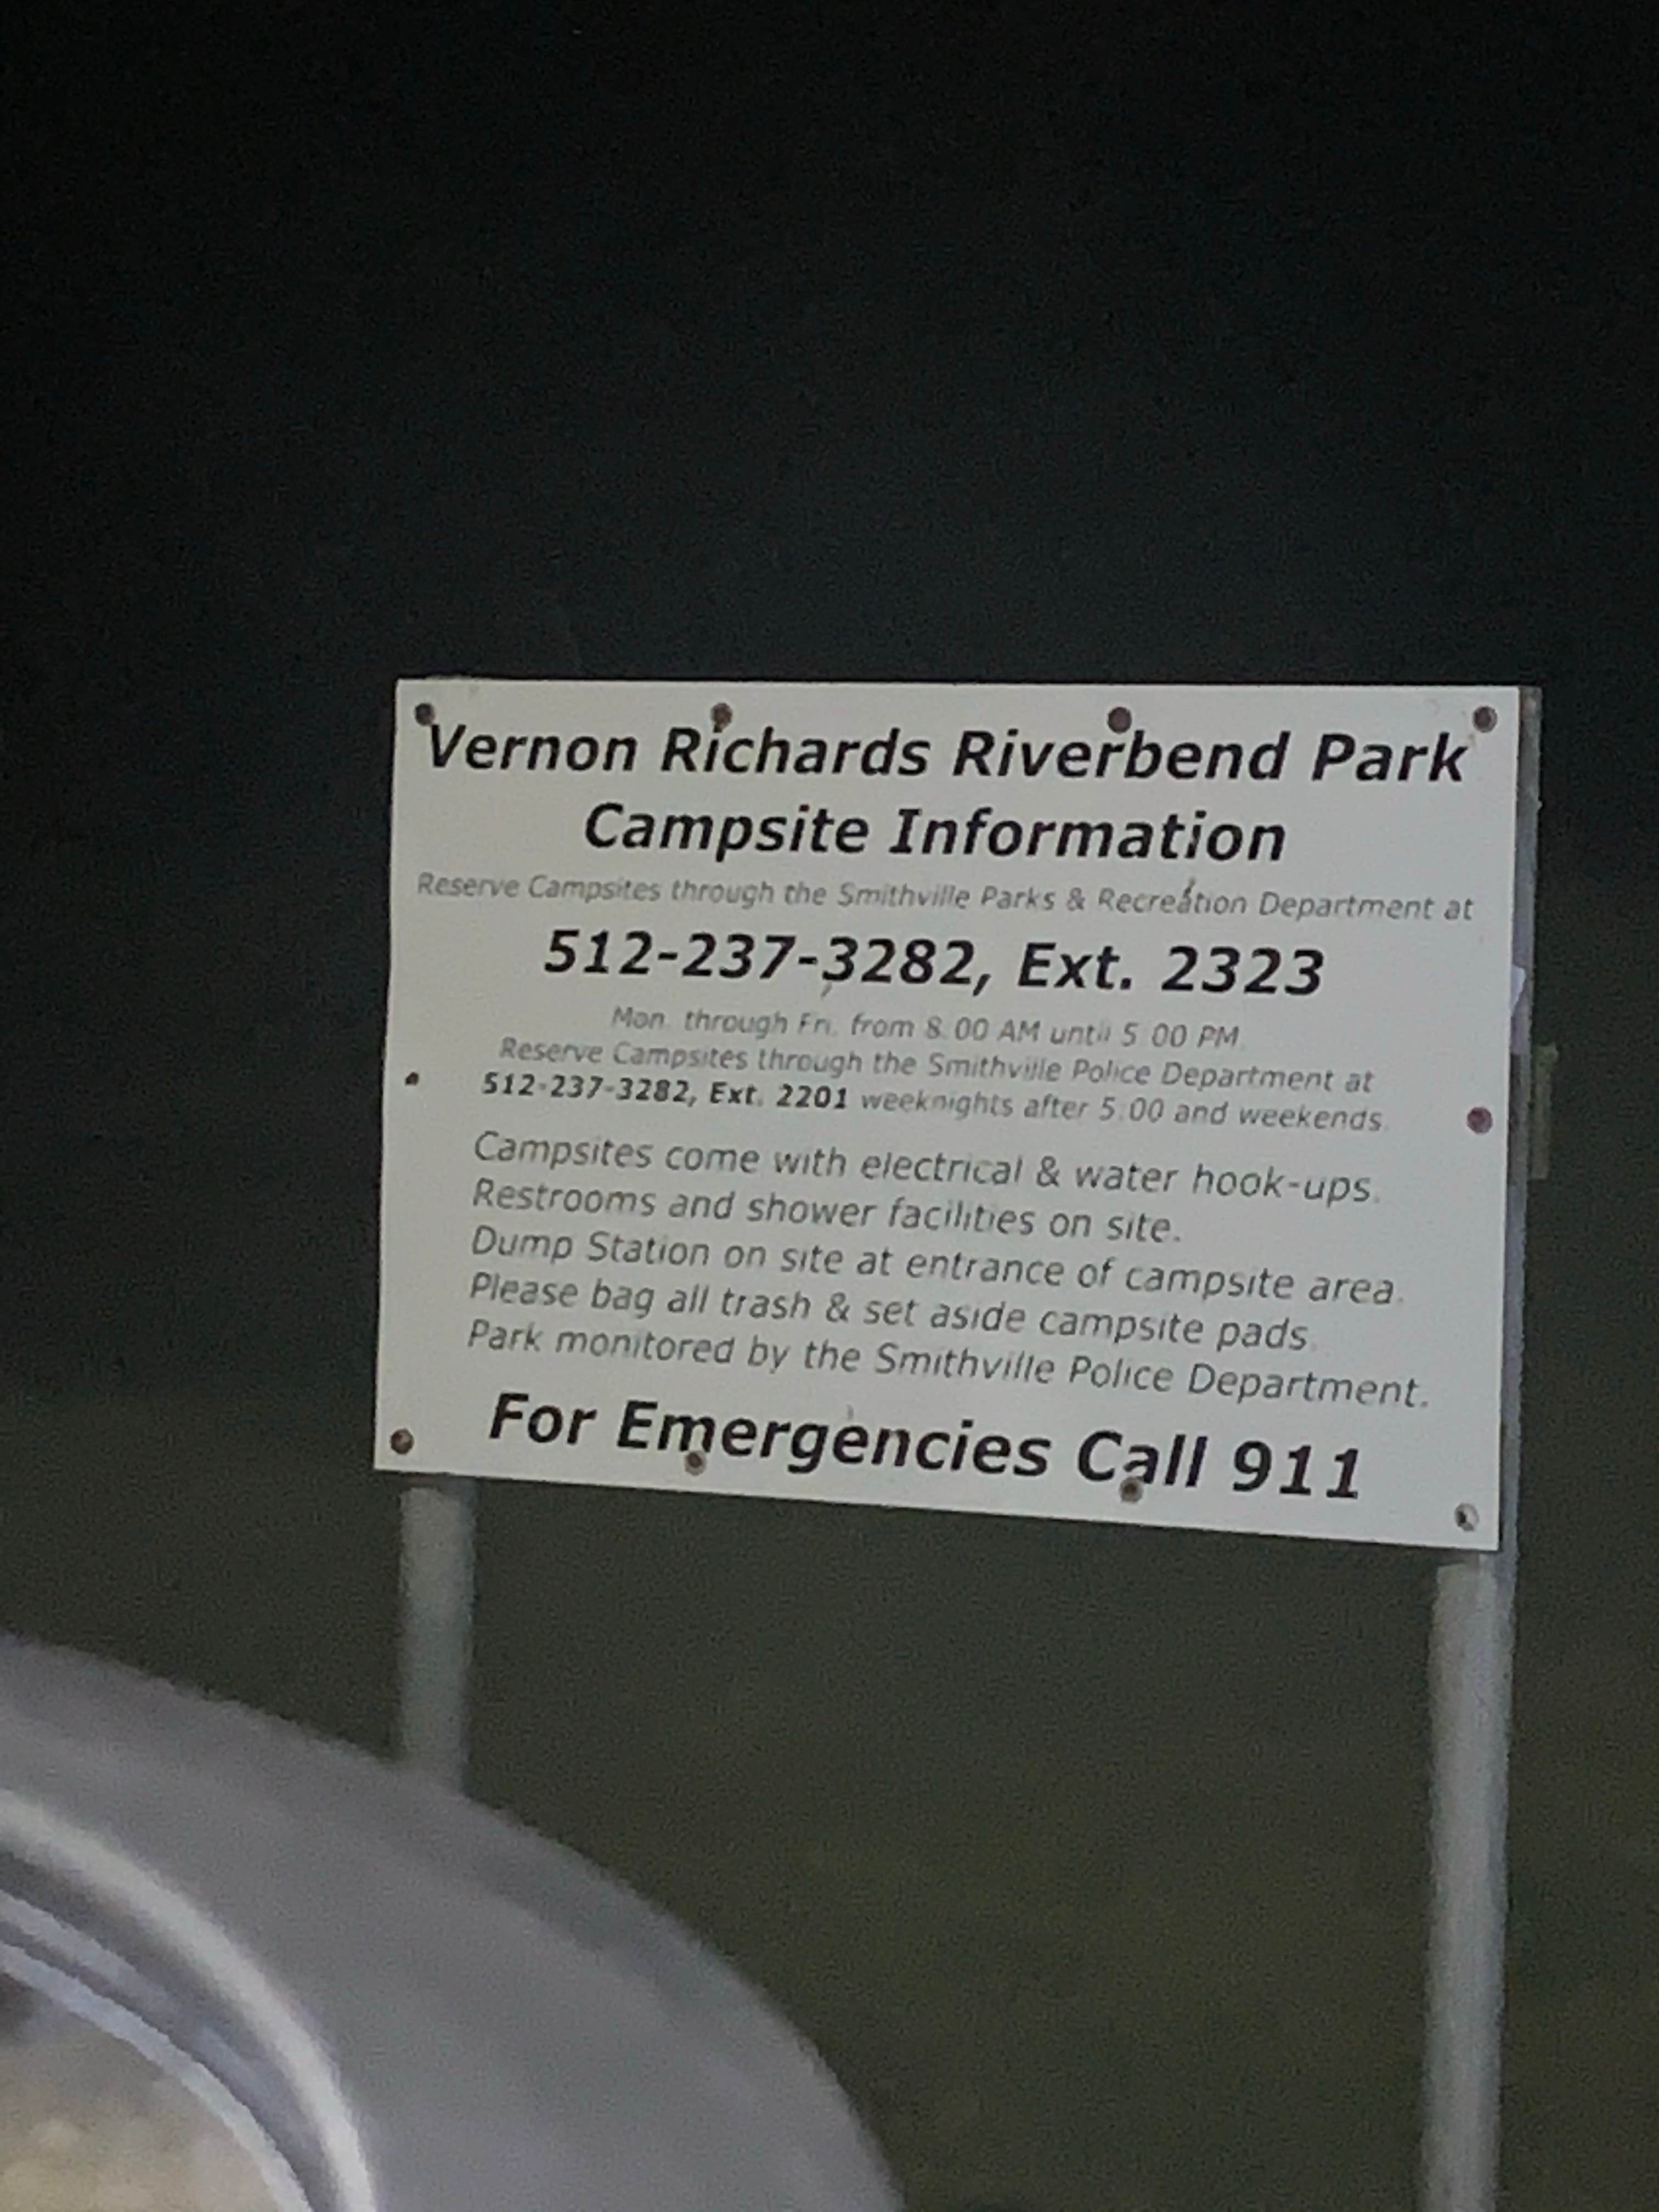 Vernon Richards Riverbend Park
Campsite Information
Reserve Campsites through the Smithville Parks & Recreation Department at
512-237-3282, Ext. 2323
Mon. through Fri. from 8:00 AM until 5:00 PM.
Reserve Campsites through the Smithville Police Department at
512-237-3282, Ext. 2201 weeknights after 5:00 and weekends.
Campsites come with electrical & water hook-ups.
Restrooms and shower facilities on site.
Dump Station on site at entrance of campsite area.
Please bag all trash & set aside campsite pads.
Park monitored by the Smithville Police Department.
For Emergencies Call 911